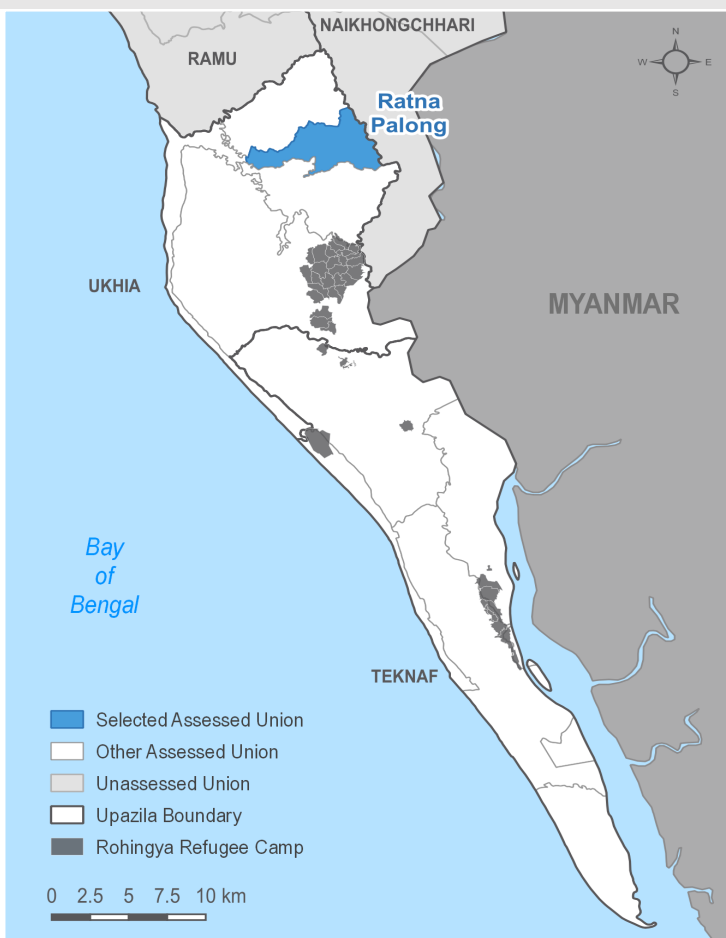 NAIKHONGCHHARI
RAMU
N
W
E
S
Ratna
Palong
UKHIA
MYANMAR
Bay
of
Bengal
TEKNAF
Selected Assessed Union
Other Assessed Union
Unassessed Union
Upazila Boundary
Rohingya Refugee Camp
0 2.5 5 7.5 10 km